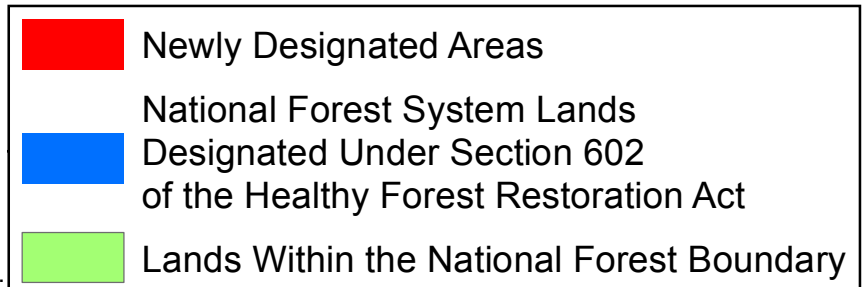 Newly Designated Areas
National Forest System Lands
Designated Under Section 602
of the Healthy Forest Restoration Act
Lands Within the National Forest Boundary